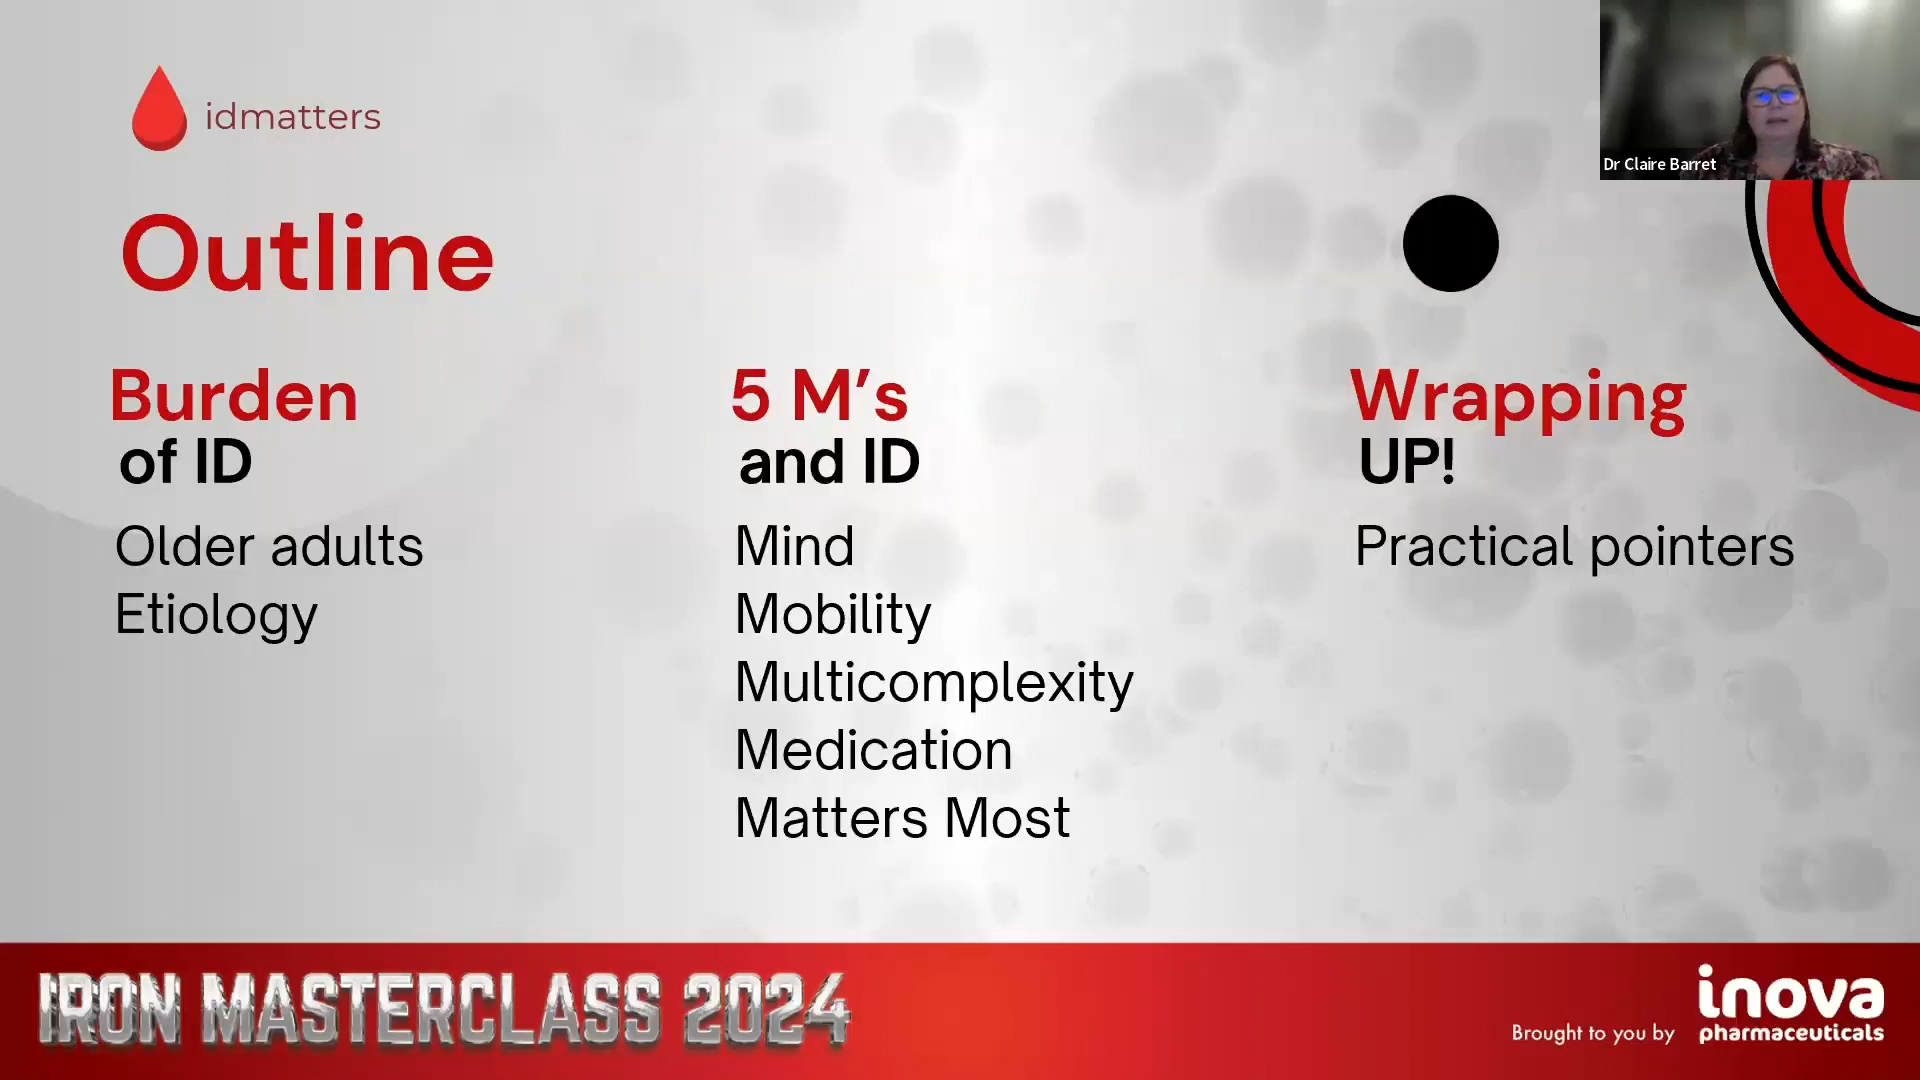 idmatters
Dr Claire Barret
Outline
Burden
of ID
Older adults
Etiology
5 M’s
and ID
Mind
Mobility
Multicomplexity
Medication
Matters Most
Wrapping
UP!
Practical pointers
IRON MASTERCLASS 2024
Brought to you by
inova
pharmaceuticals